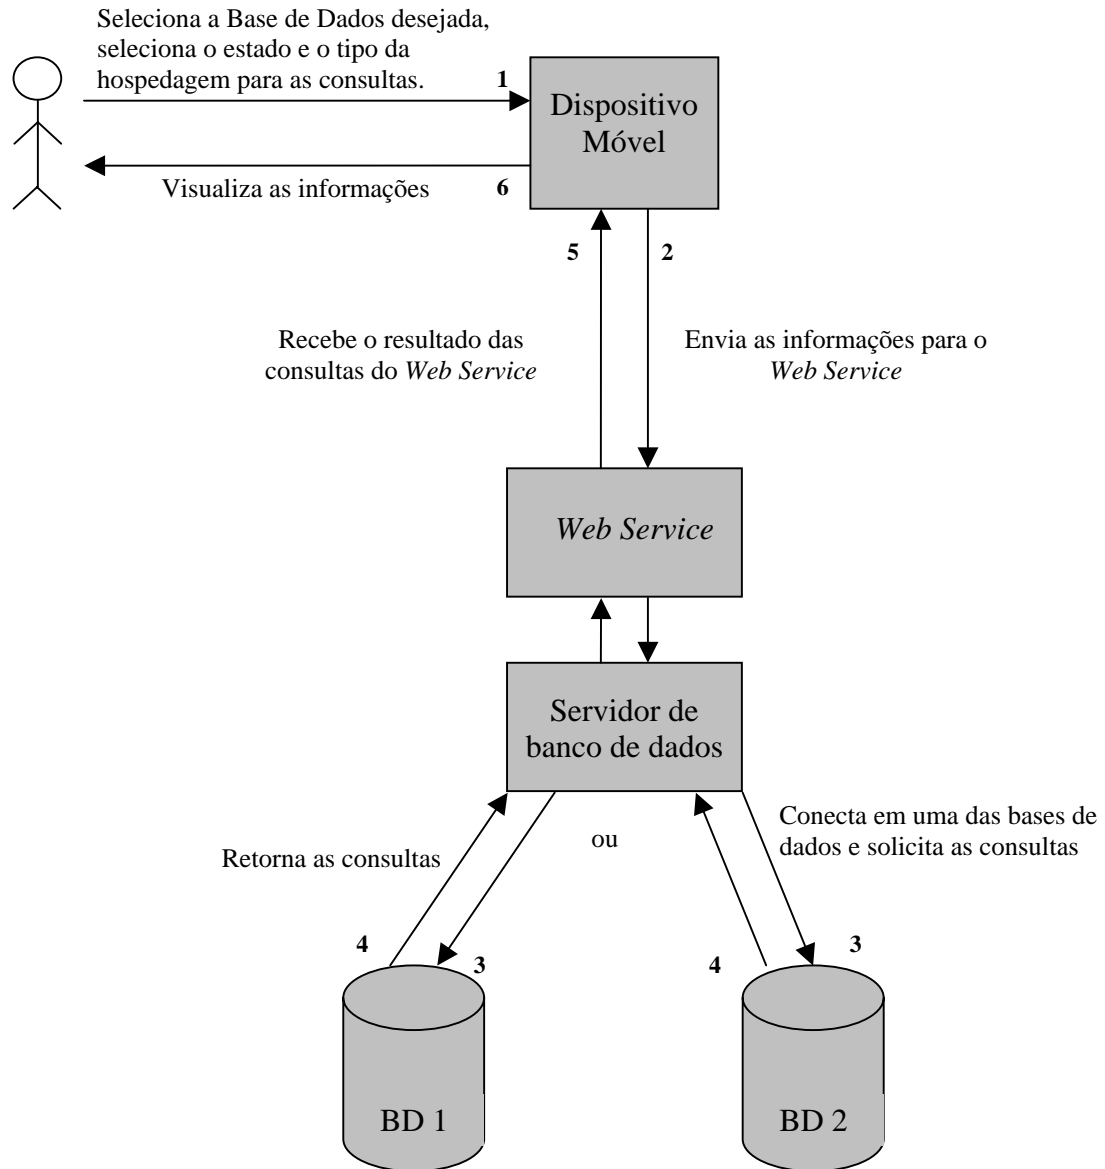 Seleciona a Base de Dados desejada,
seleciona o estado e o tipo da
hospedagem para as consultas.
1
Dispositivo
Móvel
Visualiza as informações
6
5
2
Recebe o resultado das
consultas do Web Service
Envia as informações para o
Web Service
Web Service
Servidor de
banco de dados
Conecta em uma das bases de
dados e solicita as consultas
ou
Retorna as consultas
4
3
4
3
BD 1
BD 2